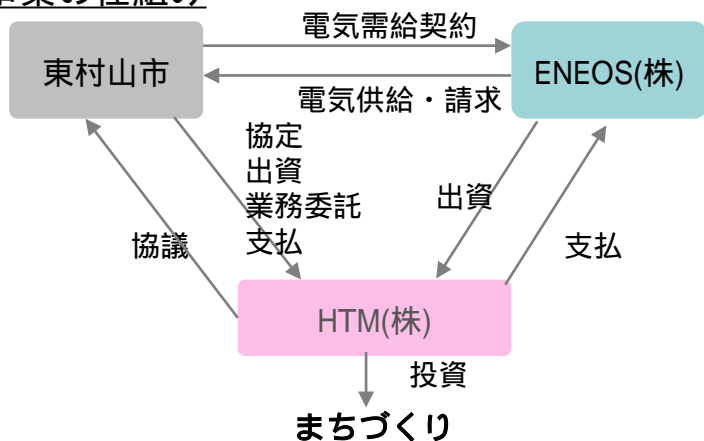 事業の仕組み
電気需給契約
東村山市
ENEOS(株)
電気供給・請求
協定
出資
業務委託
支払
出資
協議
支払
HTM(株)
投資
まちづくり